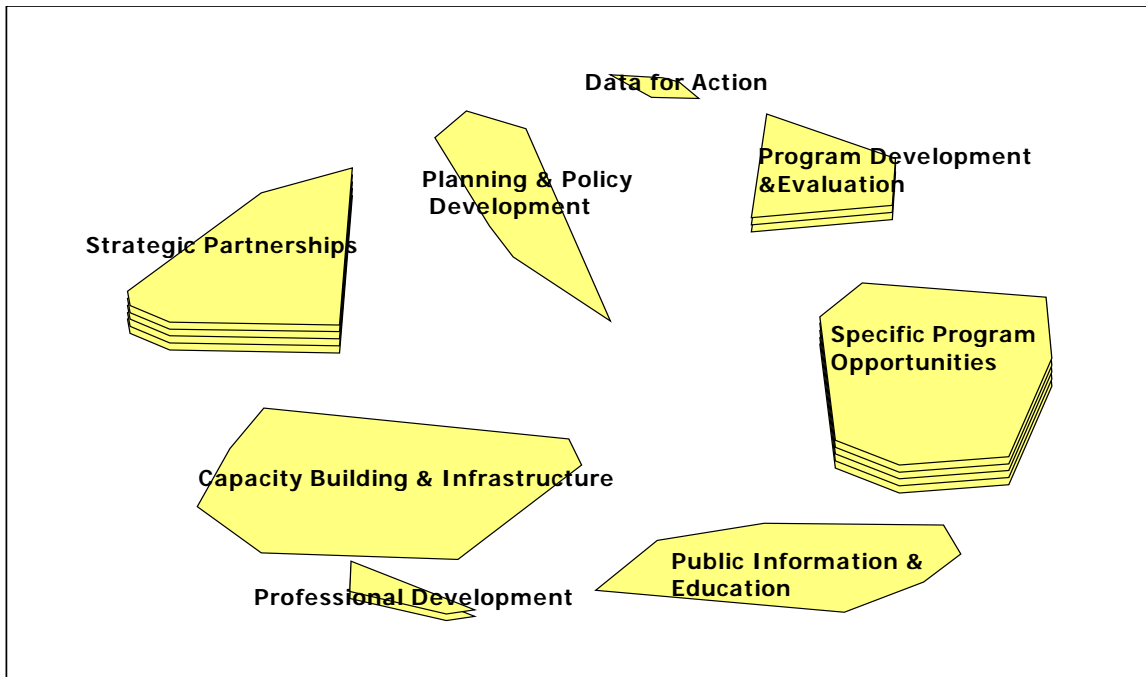 Data for Action
Program Development
&Evaluation
Planning & Policy
Development
Strategic Partnerships
Specific Program
Opportunities
Capacity Building & Infrastructure
Public Information &
Education
Professional Development